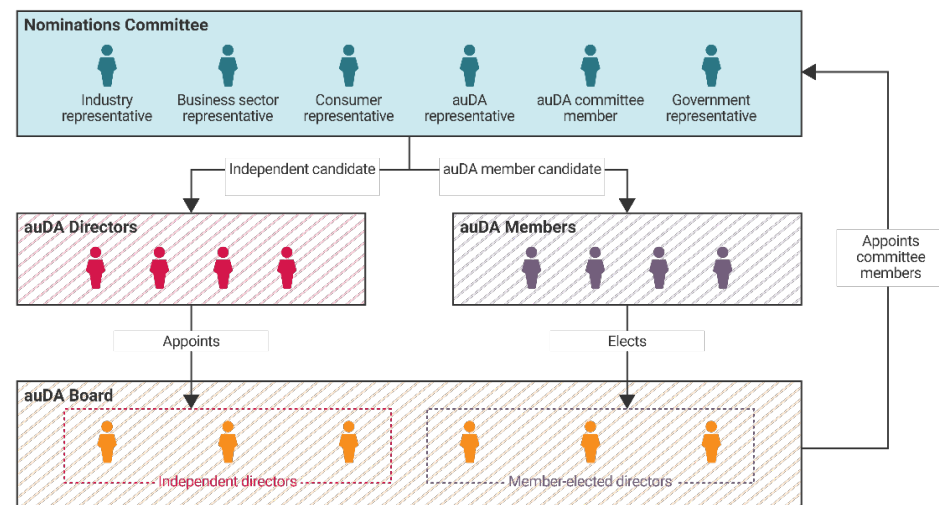 Nominations Committee
Industry
representative
Business sector
representative
Consumer
representative
auDA
representative
auDA committee
member
Government
representative
Independent candidate
auDA member candidate
auDA Directors
auDA Members
Appoints
committee
members
Appoints
Elects
auDA Board
Independent directors
Member-elected directors